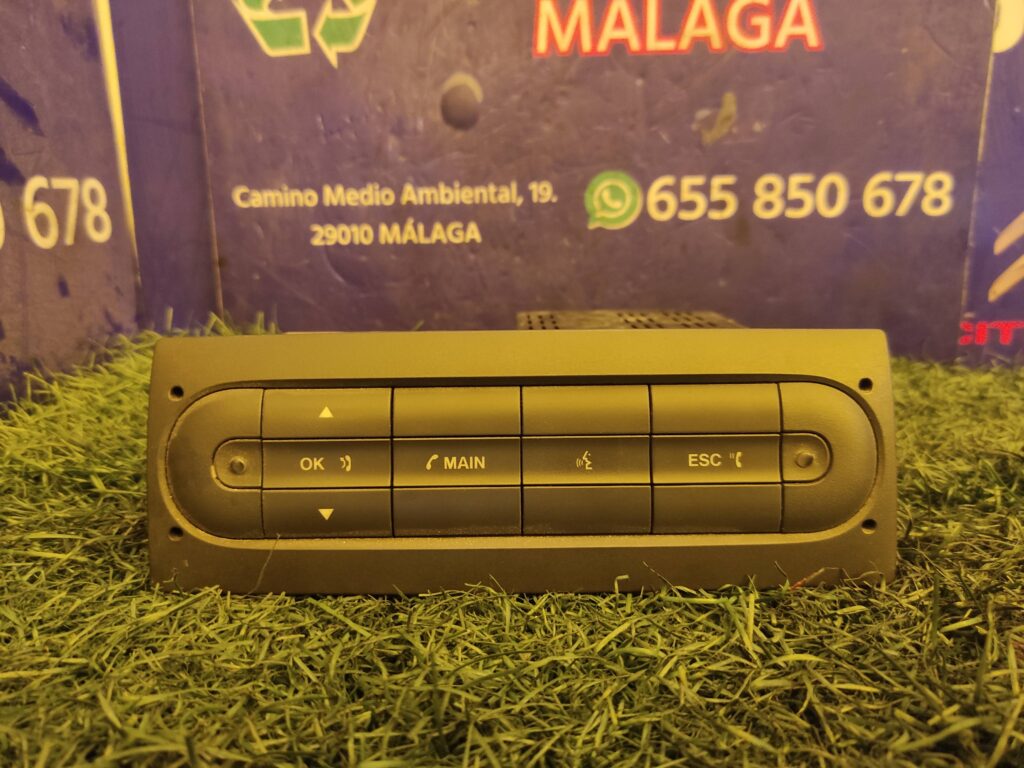 MALAGA
Camino Medio Ambiental, 19.
29010 MÁLAGA
655 850 678
678
OK
MAIN
ESC